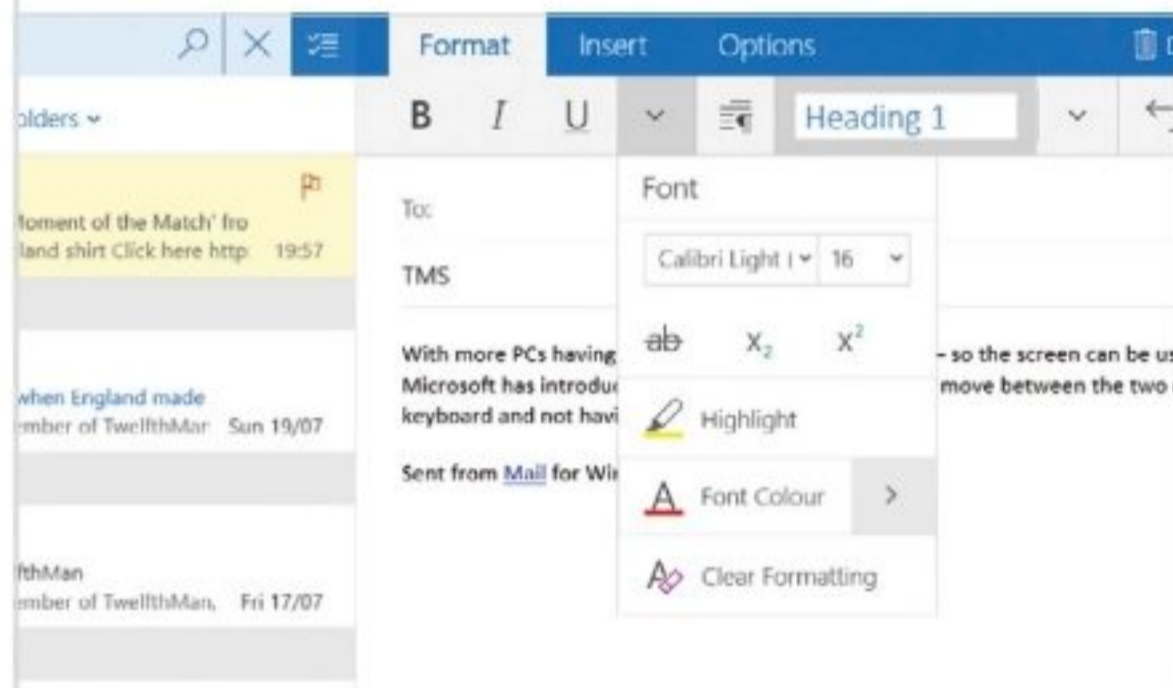 Format Insert Options
olders
B I U Heading 1
Font
To:
Moment of the Match' fro
land shirt Click here http 19:57
Calibri Light 16
TMS
ab X₂ X²
With more PCs having – so the screen can be us
Microsoft has introdu move between the two
keyboard and not havi
when England made
ember of TwelfthMar Sun 19/07
Highlight
Sent from Mail for Wi
A Font Colour
fthMan
ember of TwelfthMan, Fri 17/07
A Clear Formatting